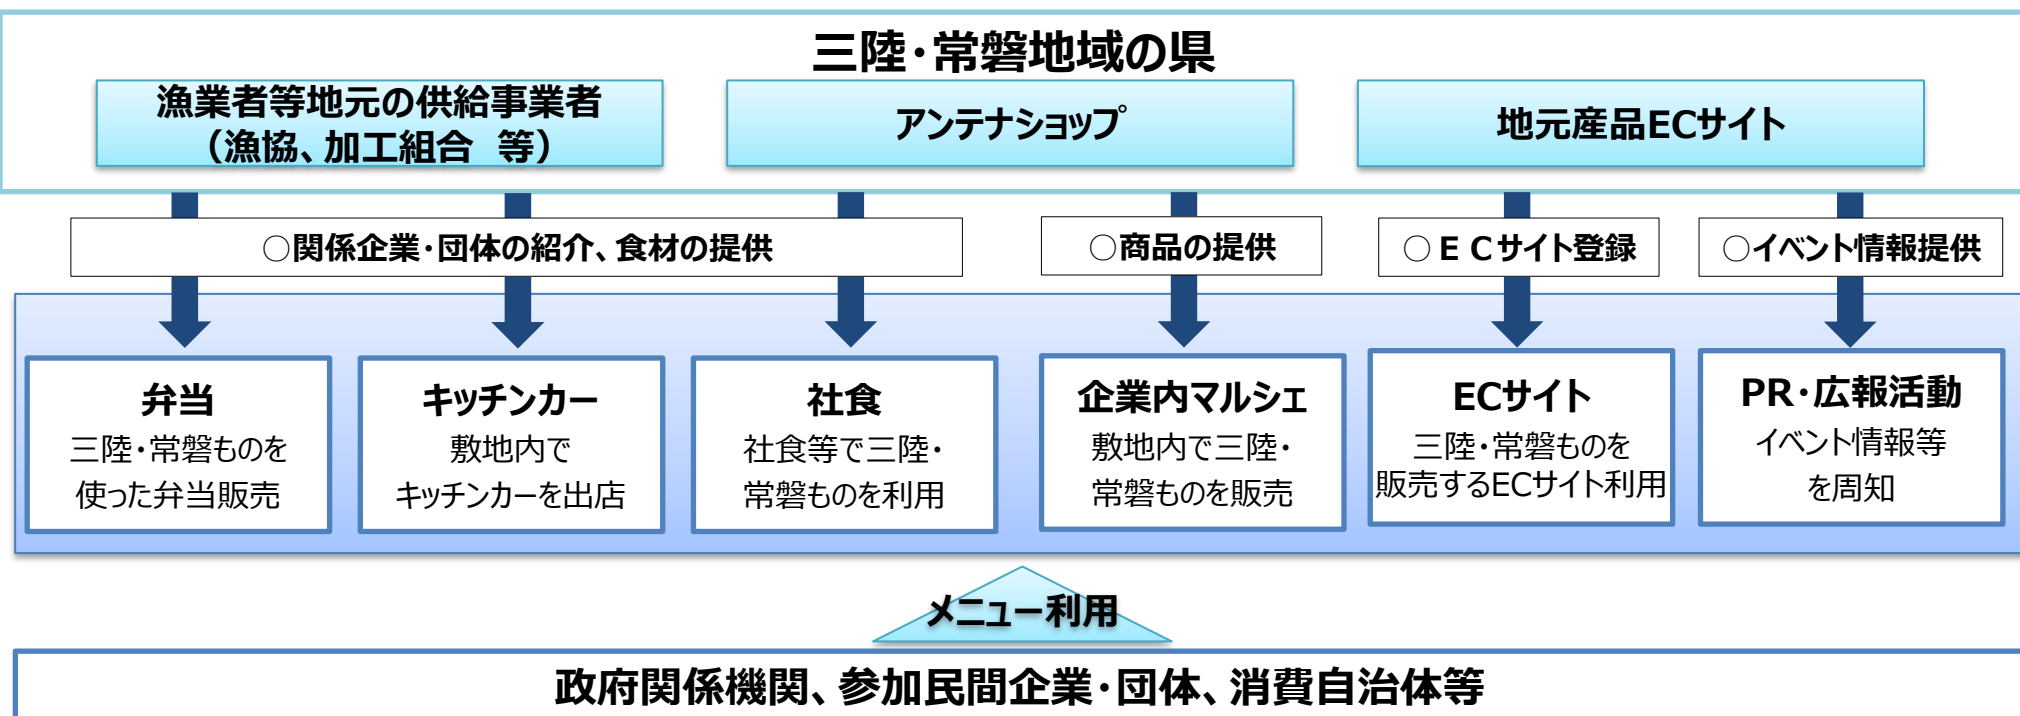 三陸・常磐地域の県
漁業者等地元の供給事業者
（漁協、加工組合　等）
アンテナショップ
地元産品ECサイト
○関係企業・団体の紹介、食材の提供
○商品の提供
○ＥＣサイト登録
○イベント情報提供
弁当
三陸・常磐ものを
使った弁当販売
キッチンカー
敷地内で
キッチンカーを出店
社食
社食等で三陸・
常磐ものを利用
企業内マルシェ
敷地内で三陸・
常磐ものを販売
ECサイト
三陸・常磐ものを
販売するECサイト利用
PR・広報活動
イベント情報等
を周知
メニュー利用
政府関係機関、参加民間企業・団体、消費自治体等